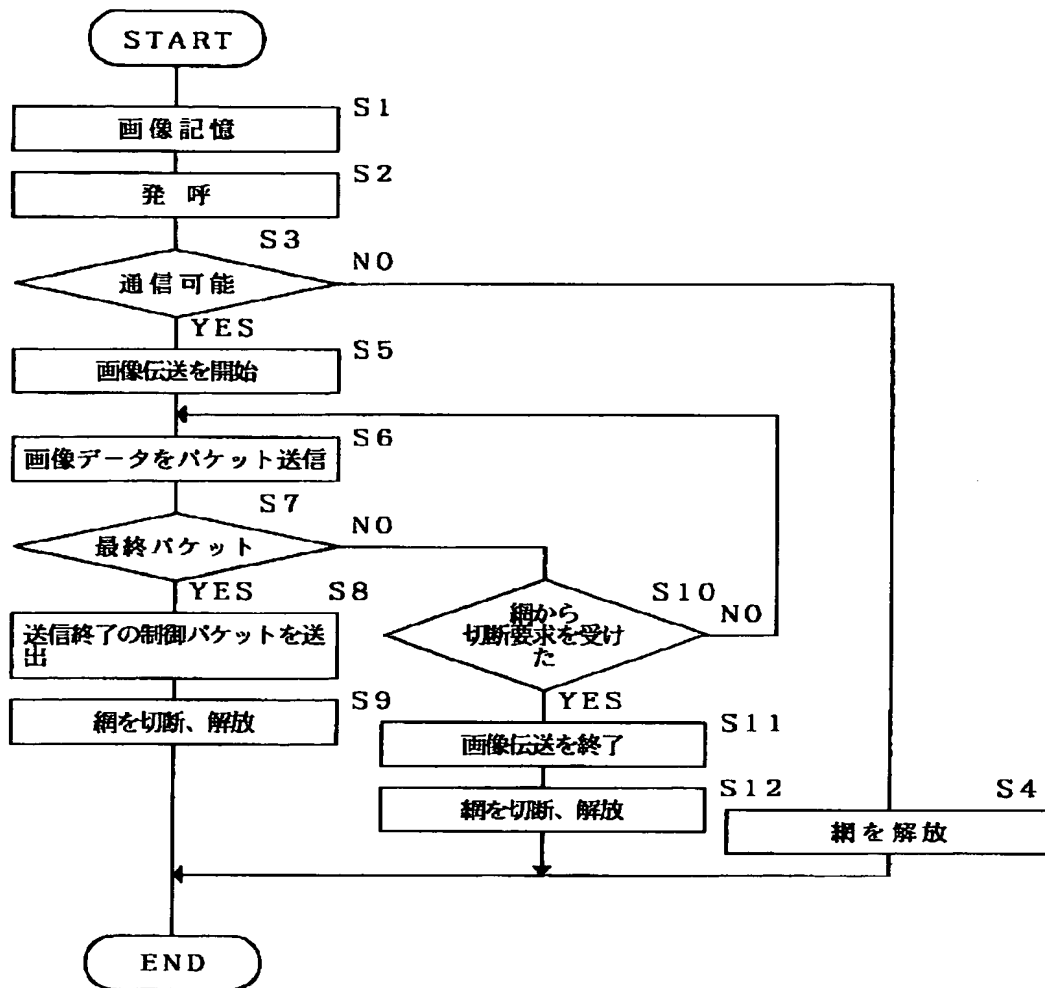 START
S1
画像記憶
S2
発呼
S3
通信可能
NO
YES
S5
画像伝送を開始
S6
画像データをパケット送信
S7
最終パケット
NO
YES
S8
送信終了の制御パケットを送
出
S9
網を切断、解放
S10
網から
切断要求を受け
た
NO
YES
S11
画像伝送を終了
S12
網を切断、解放
S4
網を解放
END